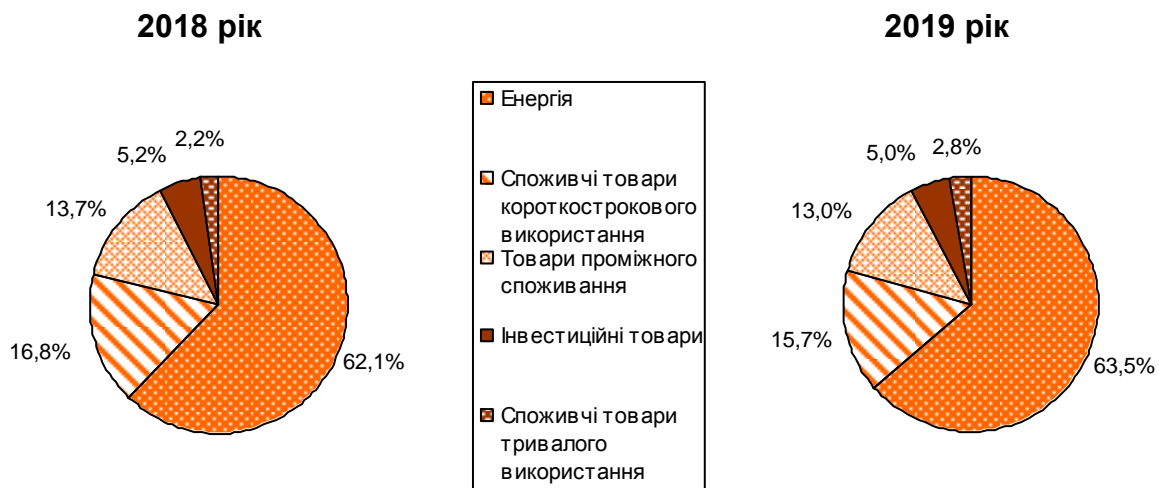 2018 рік
2019 рік
2,2%
5,2%
13,7%
16,8%
62,1%
Енергія
Споживчі товари
короткострокового
використання
Товари проміжного
споживання
Інвестиційні товари
Споживчі товари
тривалого
використання
2,8%
5,0%
13,0%
15,7%
63,5%